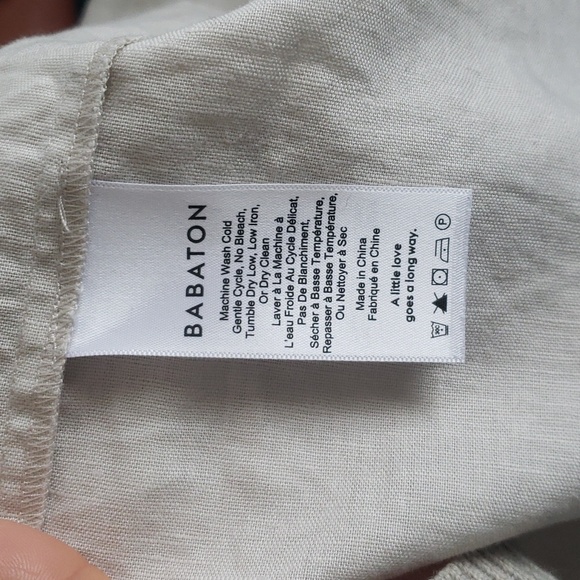 BABATON
Machine Wash Cold
Gentle Cycle, No Bleach,
Tumble Dry Low, Low Iron,
Or Dry Clean
Laver à La Machine à
L'eau Froide Au Cycle Délicat,
Pas De Blanchiment,
Sécher à Basse Température,
Repasser à Basse Température,
Ou Nettoyer à Sec
Made in China
Fabriqué en Chine
A little love
goes a long way.
30C P